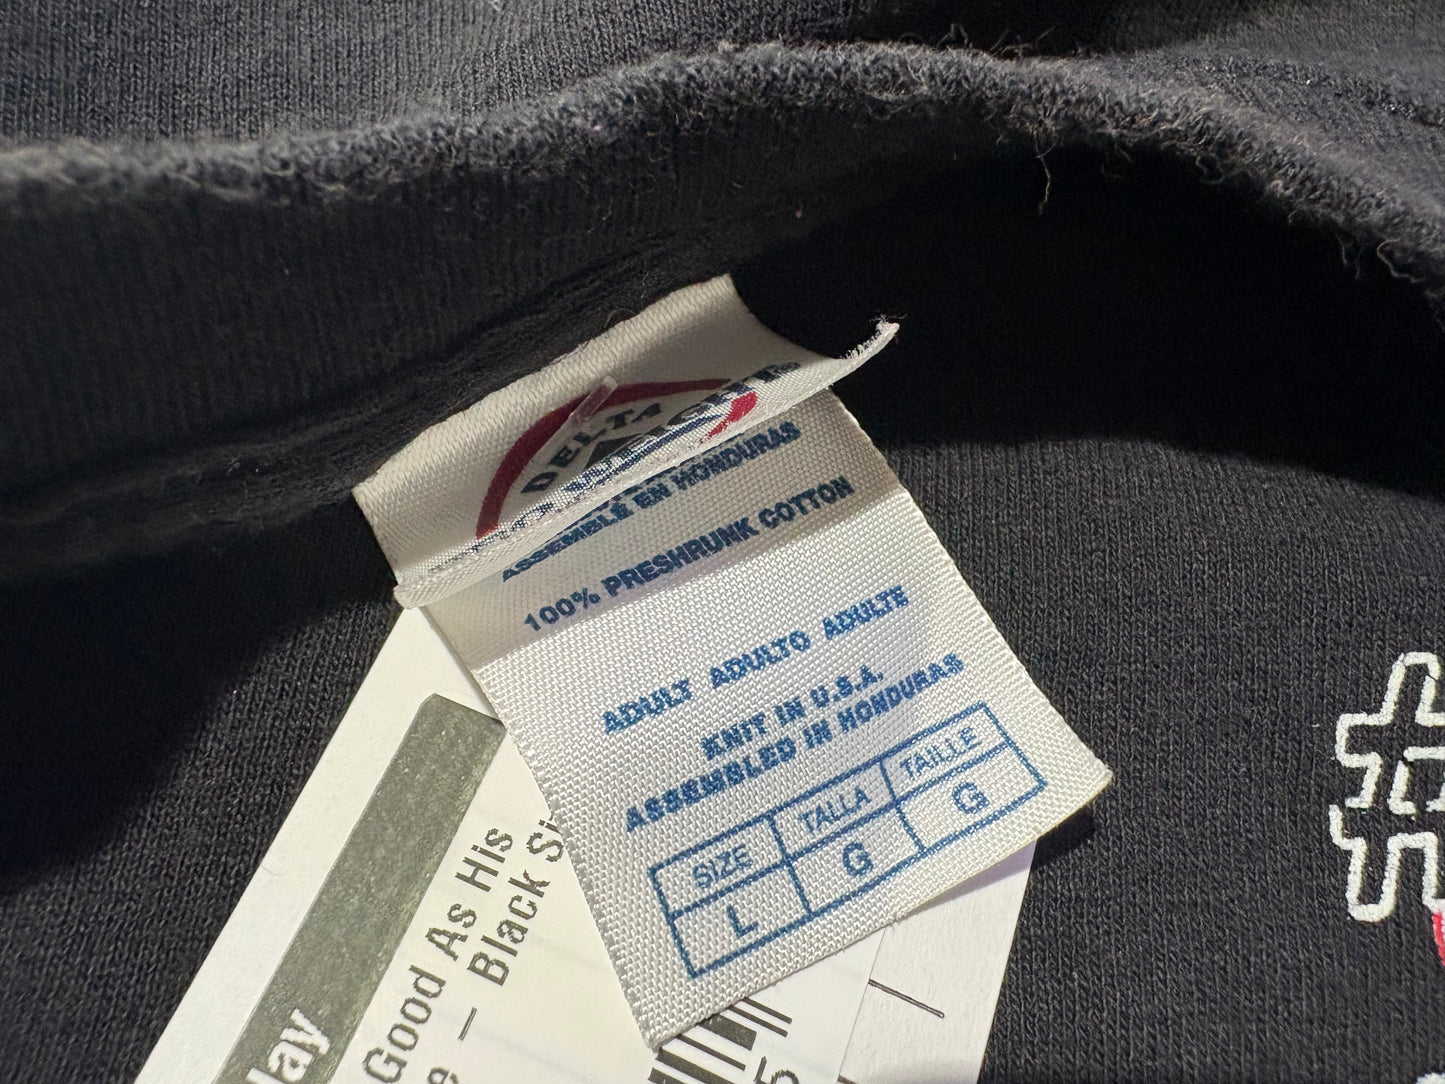 DELTA
ASSEMBLÉ EN HONDURAS
100% PRESHRUNK COTTON
ADULT ADULTO ADULTE
KNIT IN U.S.A.
ASSEMBLED IN HONDURAS
SIZE TALLA TAILLE
L G G
Good As His
— Black
#